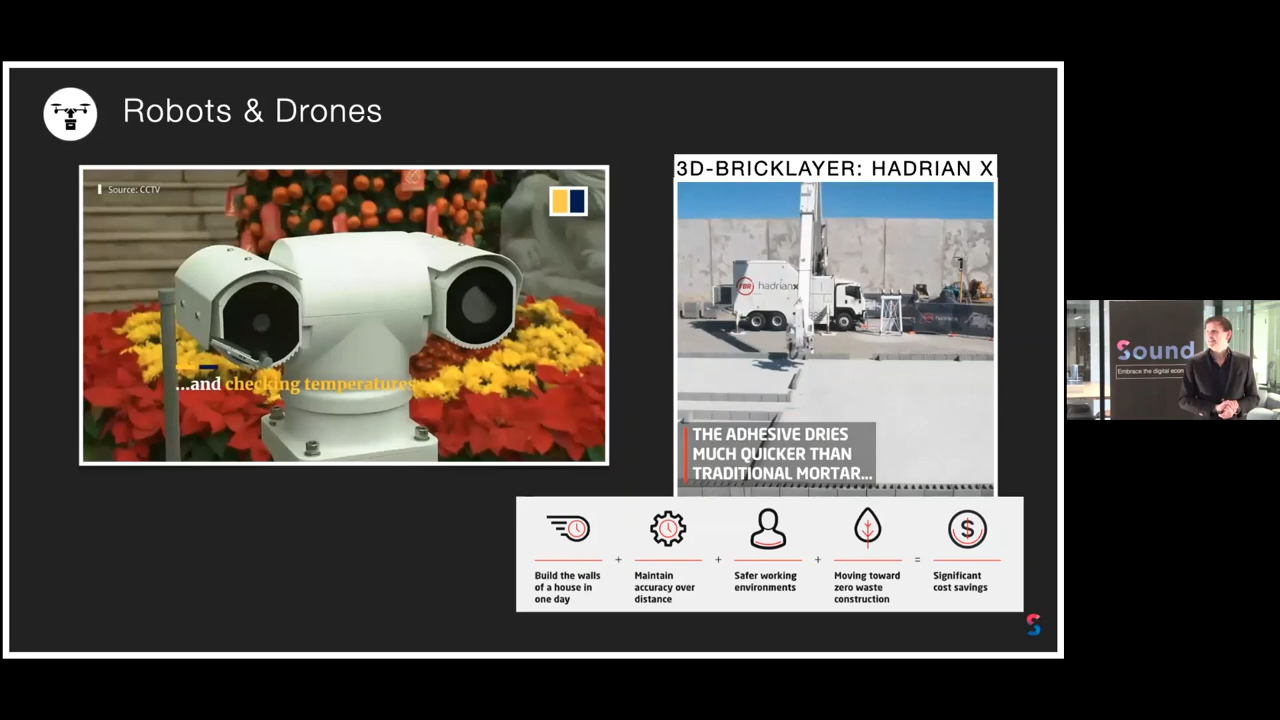 Robots & Drones
Source: CCTV
...and checking temperatures
3D-BRICKLAYER: HADRIAN X
FBR hadrianx
THE ADHESIVE DRIES
MUCH QUICKER THAN
TRADITIONAL MORTAR...
Build the walls
of a house in
one day
+
Maintain
accuracy over
distance
+
Safer working
environments
+
Moving toward
zero waste
construction
=
$
Significant
cost savings
Sound
Embrace the digital econ